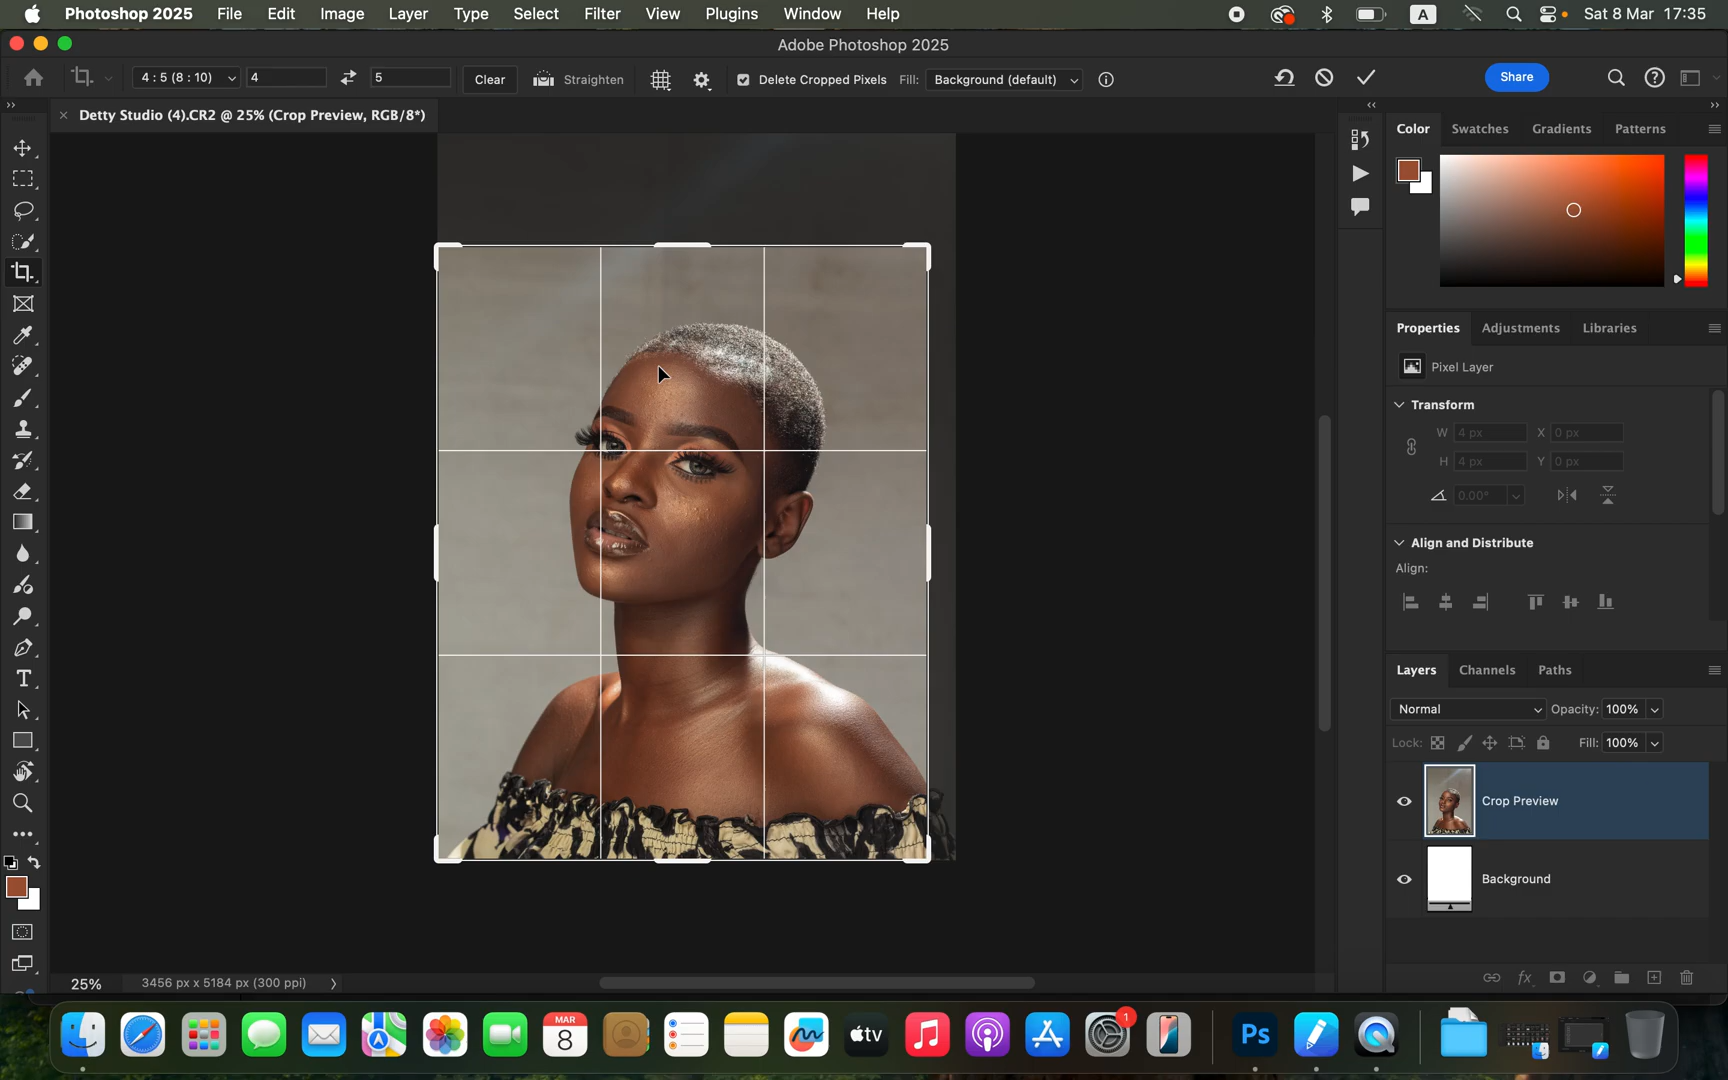 Photoshop 2025 File Edit Image Layer Type Select Filter View Plugins Window Help A Sat 8 Mar 17:35
Adobe Photoshop 2025
4 : 5 (8 : 10) 4 5 Clear Straighten Delete Cropped Pixels Fill: Background (default) Share
Detty Studio (4).CR2 @ 25% (Crop Preview, RGB/8*)
Color Swatches Gradients Patterns
Properties Adjustments Libraries
Pixel Layer
Transform
W 4 px X 0 px
H 4 px Y 0 px
0.00°
Align and Distribute
Align:
Layers Channels Paths
Normal Opacity: 100%
Lock: Fill: 100%
Crop Preview
Background
25% 3456 px x 5184 px (300 ppi)
MAR
8
tv
1
Ps